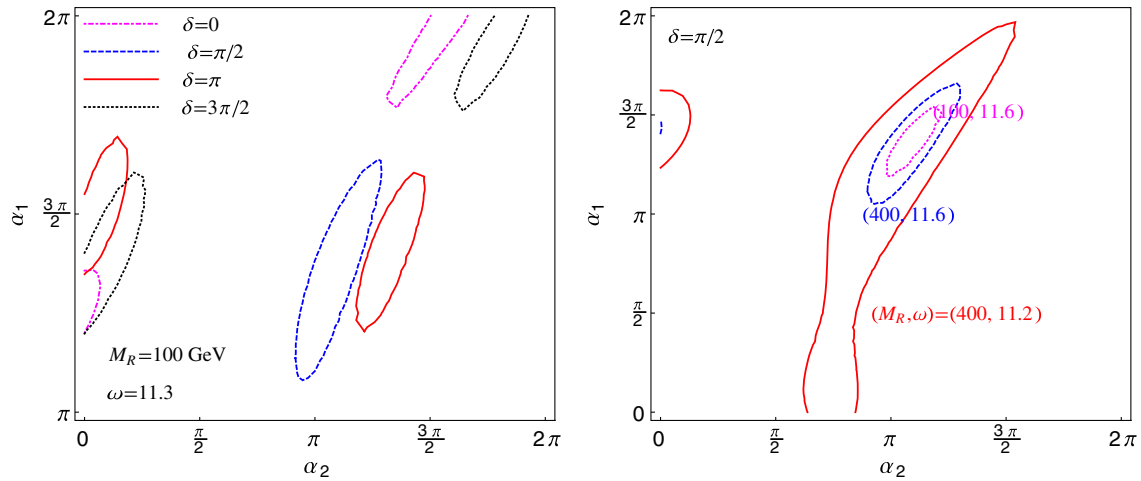 2π
δ=0
δ=π/2
δ=π
δ=3π/2
α₁
3π/2
M_R=100 GeV
ω=11.3
π
0
π/2
π
3π/2
2π
α₂
2π
δ=π/2
3π/2
(100, 11.6)
α₁
π
(400, 11.6)
π/2
(M_R,ω)=(400, 11.2)
0
0
π/2
π
3π/2
2π
α₂